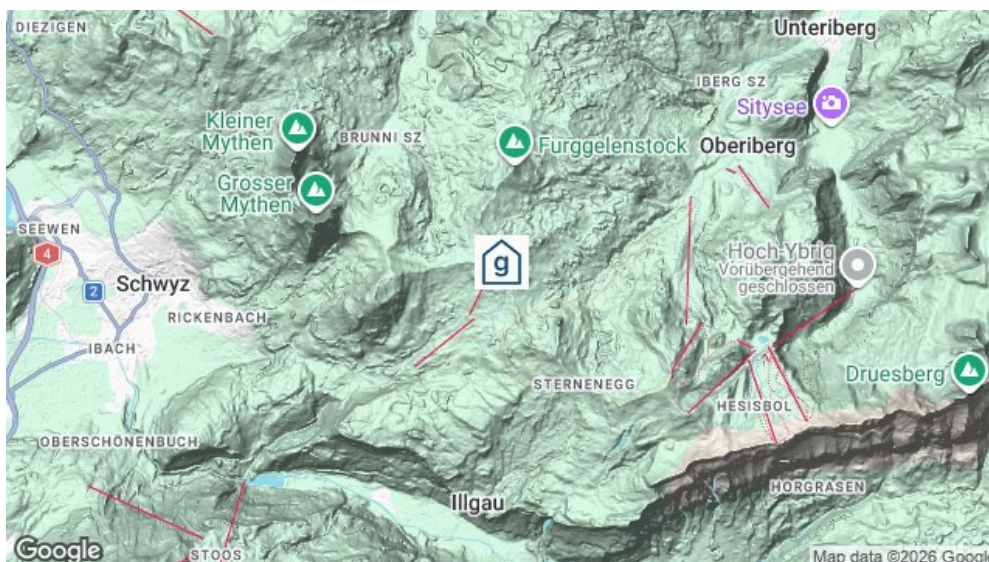 DIEZIGEN
Unteriberg
IBERG SZ
Sitysee
Kleiner
Mythen
BRUNNI SZ
Furggelenstock
Oberiberg
Grosser
Mythen
SEEWEN
4
g
Hoch-Ybrig
Vorübergehend
geschlossen
Schwyz
2
RICKENBACH
IBACH
STERNENEGG
Druesberg
HESISBOL
OBERSCHÖNENBUCH
HORGRASEN
Illgau
STOOS
Google
Map data ©2026 Google